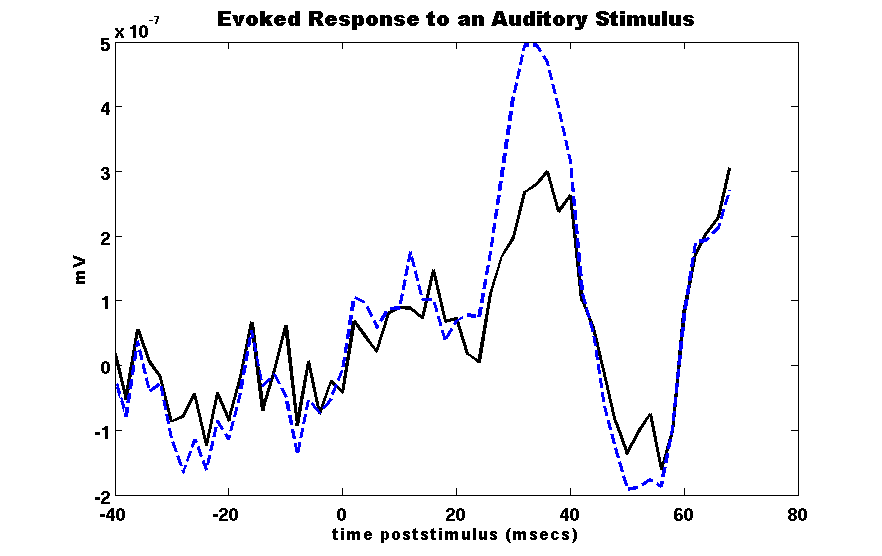 Evoked Response to an Auditory Stimulus
x 10⁻⁷
5
4
3
2
1
0
-1
-2
mV
-40 -20 0 20 40 60 80
time poststimulus (msecs)